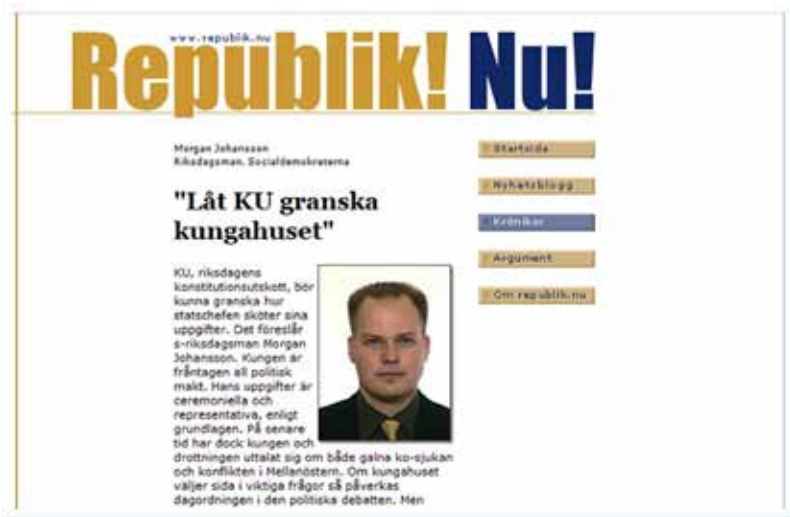 www.republik.nu
Republik! Nu!
Morgan Johansson
Riksdagsman, Socialdemokraterna
"Låt KU granska
kungahuset"
KU, riksdagens
konstitutionsutskott, bör
kunna granska hur
statschefen sköter sina
uppgifter. Det föreslår
s-riksdagsman Morgan
Johansson. Kungen är
fråntagen all politisk
makt. Hans uppgifter är
ceremoniella och
representativa, enligt
grundlagen. På senare
tid har dock kungen och
drottningen uttalat sig om både galna ko-sjukan
och konflikten i Mellanöstern. Om kungahuset
väljer sida i viktiga frågor så påverkas
dagordningen i den politiska debatten. Men
Startsida
Nyhetsblogg
Krönikor
Argument
Om republik.nu